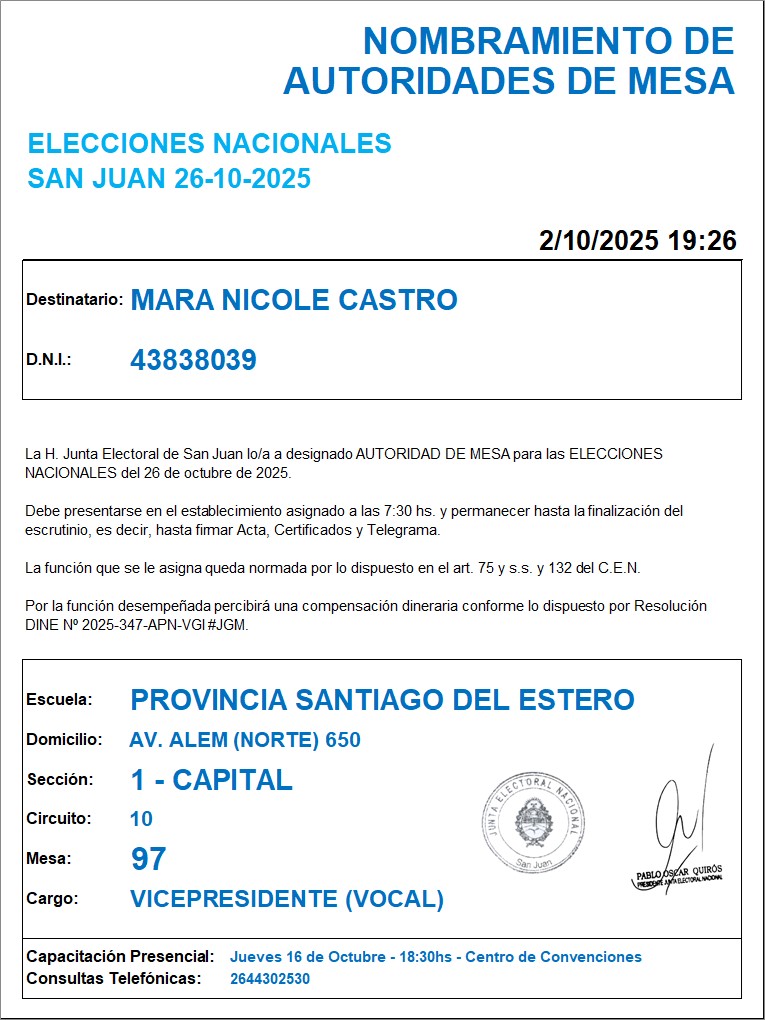 NOMBRAMIENTO DE
AUTORIDADES DE MESA
ELECCIONES NACIONALES
SAN JUAN 26-10-2025
2/10/2025 19:26
Destinatario: MARA NICOLE CASTRO
D.N.I.: 43838039
La H. Junta Electoral de San Juan lo/a a designado AUTORIDAD DE MESA para las ELECCIONES
NACIONALES del 26 de octubre de 2025.
Debe presentarse en el establecimiento asignado a las 7:30 hs. y permanecer hasta la finalización del
escrutinio, es decir, hasta firmar Acta, Certificados y Telegrama.
La función que se le asigna queda normada por lo dispuesto en el art. 75 y s.s. y 132 del C.E.N.
Por la función desempeñada percibirá una compensación dineraria conforme lo dispuesto por Resolución
DINE Nº 2025-347-APN-VGI#JGM.
Escuela: PROVINCIA SANTIAGO DEL ESTERO
Domicilio: AV. ALEM (NORTE) 650
Sección: 1 - CAPITAL
Circuito: 10
Mesa: 97
Cargo: VICEPRESIDENTE (VOCAL)
JUNTA ELECTORAL NACIONAL
San Juan
PABLO OSCAR QUIRÓS
PRESIDENTE JUNTA ELECTORAL NACIONAL
Capacitación Presencial: Jueves 16 de Octubre - 18:30hs - Centro de Convenciones
Consultas Telefónicas: 2644302530